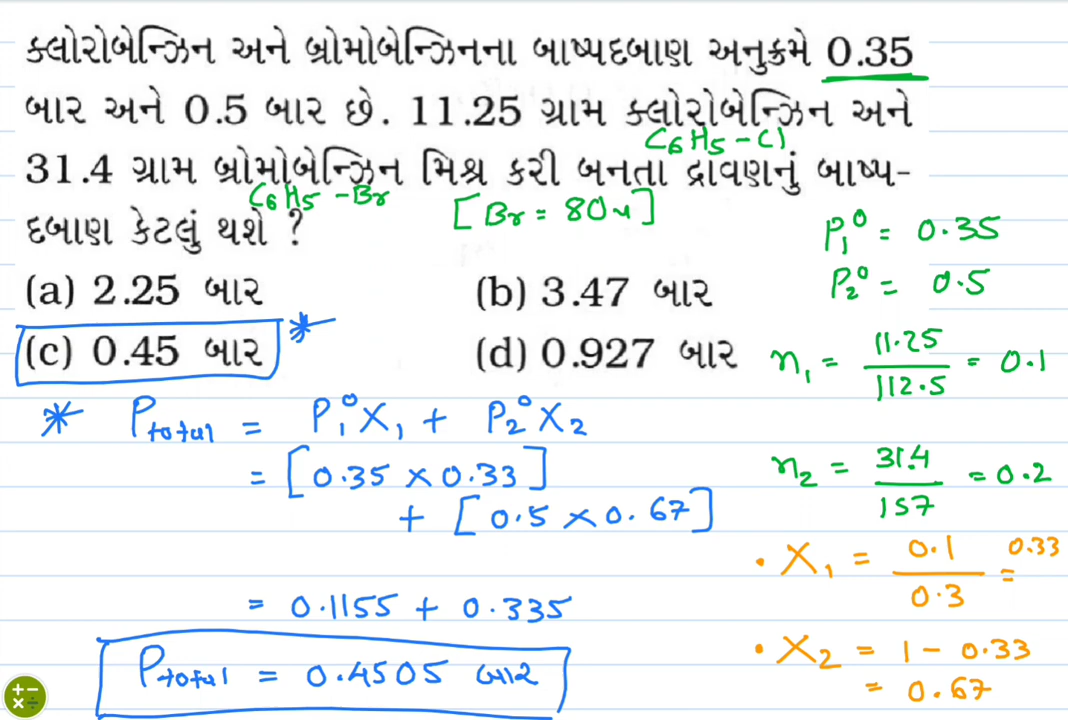 ક્લોરોબેન્ઝિન અને બ્રોમોબેન્ઝિનના બાષ્પદબાણ અનુક્રમે 0.35
બાર અને 0.5 બાર છે. 11.25 ગ્રામ ક્લોરોબેન્ઝિન અને
C6H5-Cl
31.4 ગ્રામ બ્રોમોબેન્ઝિન મિશ્ર કરી બનતા દ્રાવણનું બાષ્પ-
C6H5-Br [Br = 80u]
દબાણ કેટલું થશે ?
(a) 2.25 બાર (b) 3.47 બાર
(c) 0.45 બાર (d) 0.927 બાર
P1° = 0.35
P2° = 0.5
n1 = 11.25 / 112.5 = 0.1
n2 = 31.4 / 157 = 0.2
• X1 = 0.1 / 0.3 = 0.33
• X2 = 1 - 0.33
= 0.67
* Ptotal = P1° X1 + P2° X2
= [0.35 × 0.33]
+ [0.5 × 0.67]
= 0.1155 + 0.335
Ptotal = 0.4505 બાર